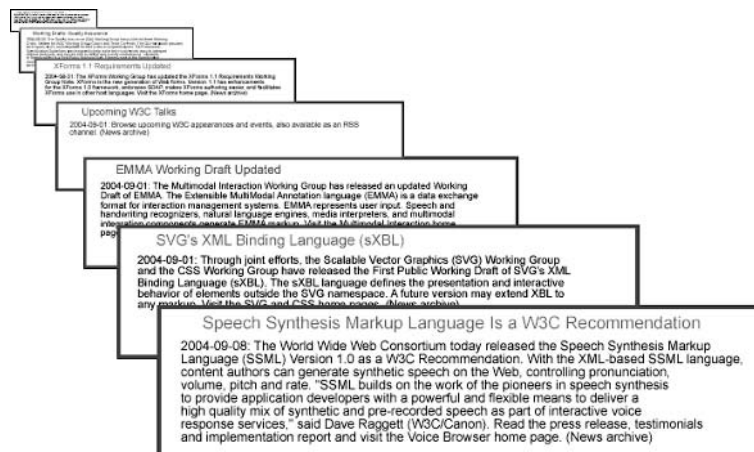 Working Drafts: Quality Assurance
XForms 1.1 Requirements Updated
2004-08-31: The XForms Working Group has updated the XForms 1.1 Requirements Working
Group Note. XForms is the new generation of Web forms. Version 1.1 has enhancements
for the XForms 1.0 framework, embraces SOAP, makes XForms authoring easier, and facilitates
XForms use in other host languages. Visit the XForms home page. (News archive)
Upcoming W3C Talks
2004-09-01: Browse upcoming W3C appearances and events, also available as an RSS
channel. (News archive)
EMMA Working Draft Updated
2004-09-01: The Multimodal Interaction Working Group has released an updated Working
Draft of EMMA. The Extensible MultiModal Annotation language (EMMA) is a data exchange
format for interaction management systems. EMMA represents user input. Speech and
handwriting recognizers, natural language engines, media interpreters, and multimodal
integration components generate EMMA markup. Visit the Multimodal Interaction home
page
SVG's XML Binding Language (sXBL)
2004-09-01: Through joint efforts, the Scalable Vector Graphics (SVG) Working Group
and the CSS Working Group have released the First Public Working Draft of SVG's XML
Binding Language (sXBL). The sXBL language defines the presentation and interactive
behavior of elements outside the SVG namespace. A future version may extend XBL to
any markup. Visit the SVG and CSS home pages. (News archive)
Speech Synthesis Markup Language Is a W3C Recommendation
2004-09-08: The World Wide Web Consortium today released the Speech Synthesis Markup
Language (SSML) Version 1.0 as a W3C Recommendation. With the XML-based SSML language,
content authors can generate synthetic speech on the Web, controlling pronunciation,
volume, pitch and rate. "SSML builds on the work of the pioneers in speech synthesis
to provide application developers with a powerful and flexible means to deliver a
high quality mix of synthetic and pre-recorded speech as part of interactive voice
response services," said Dave Raggett (W3C/Canon). Read the press release, testimonials
and implementation report and visit the Voice Browser home page. (News archive)